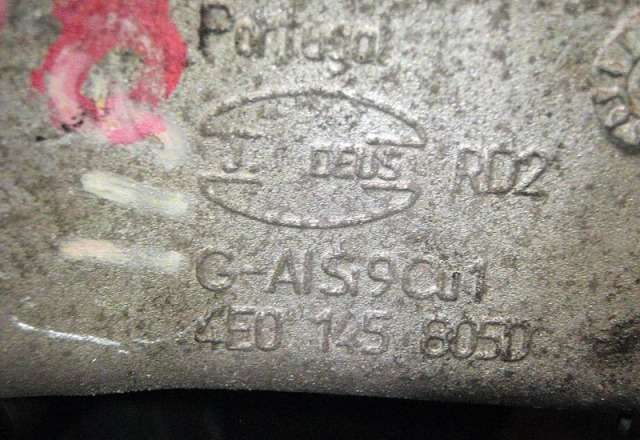 Portugal
J. DEUS RD2
G-AlSi9Cu1
4E0 145 805D